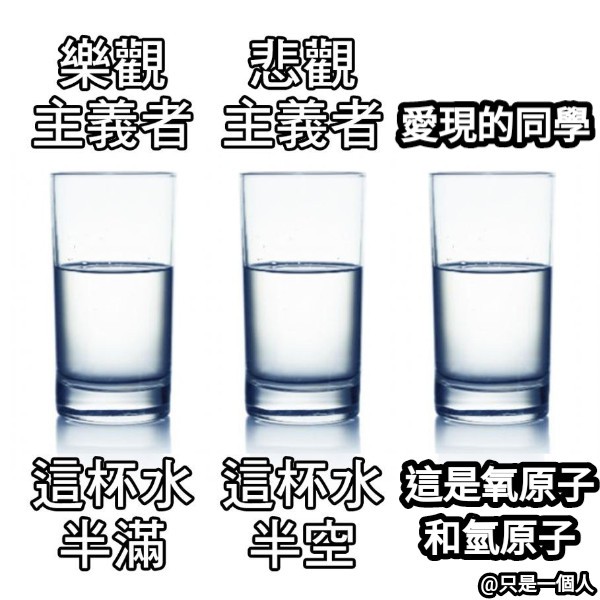 樂觀
主義者
悲觀
主義者
愛現的同學
這杯水
半滿
這杯水
半空
這是氧原子
和氫原子
@只是一個人